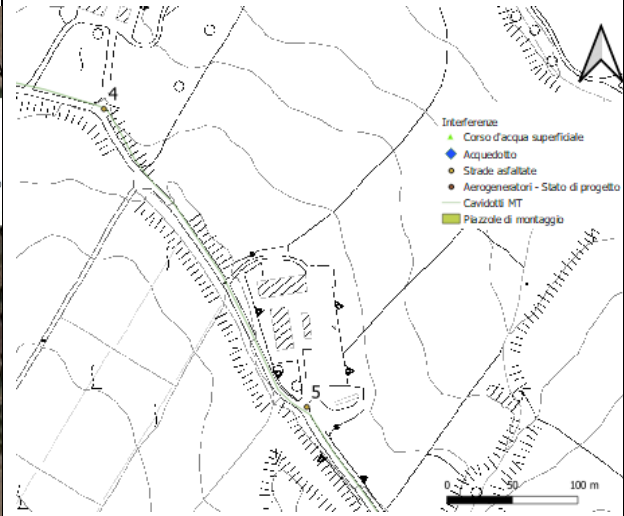 4
Interferenze
Corso d'acqua superficiale
Acquedotto
Strade asfaltate
Aerogeneratori - Stato di progetto
Cavidotti MT
Piazzole di montaggio
5
0 50 100 m